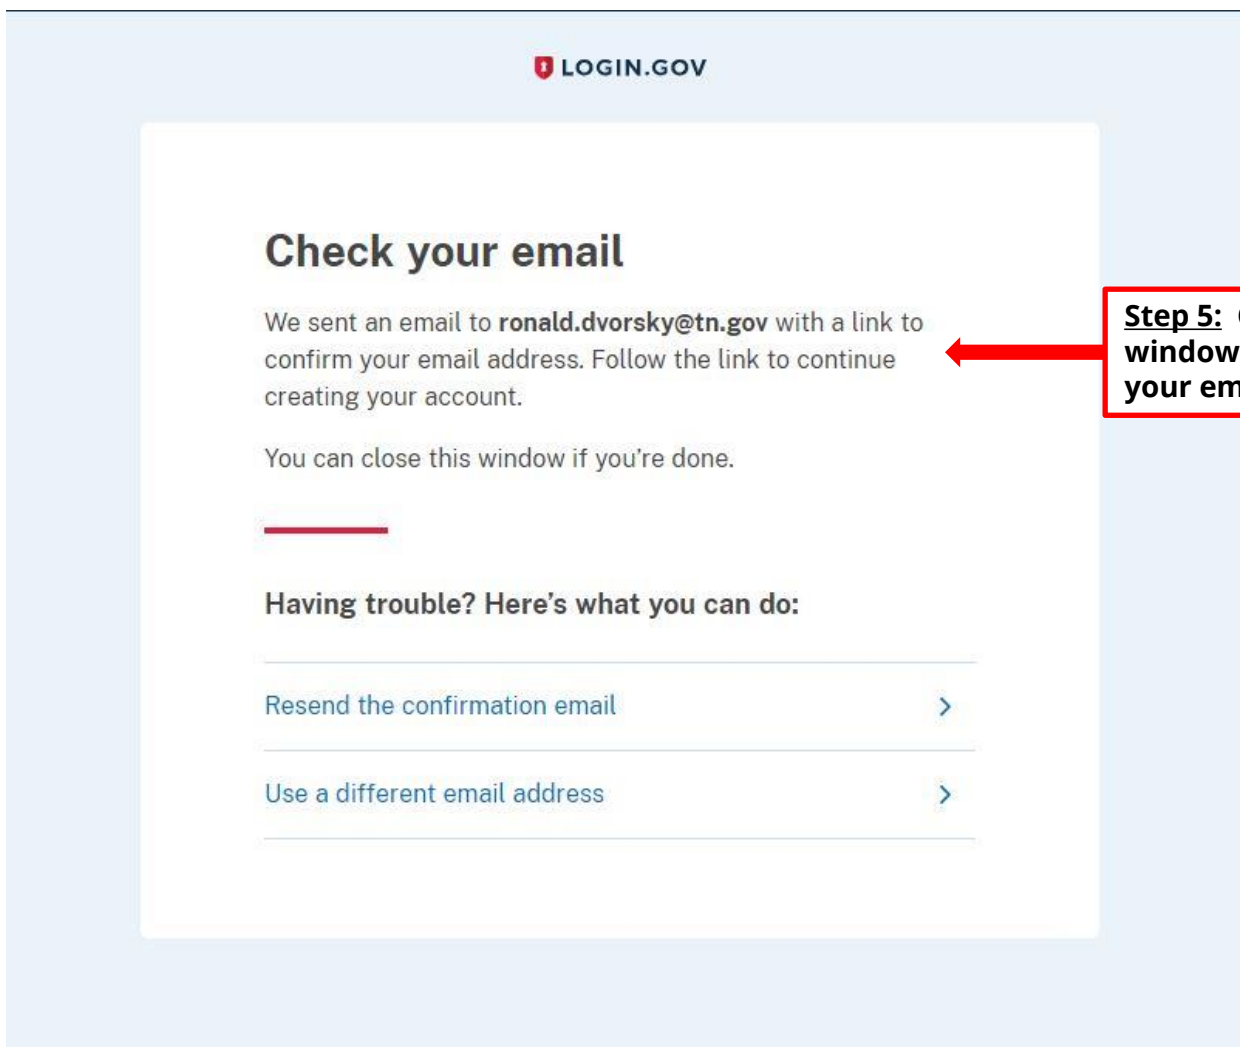 LOGIN.GOV
Check your email
We sent an email to ronald.dvorsky@tn.gov with a link to
confirm your email address. Follow the link to continue
creating your account.
You can close this window if you're done.
Having trouble? Here's what you can do:
Resend the confirmation email
Use a different email address
Step 5:
window
your